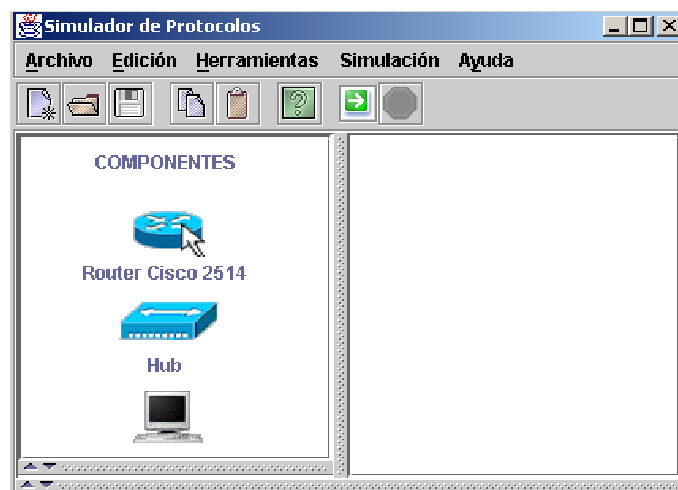 Simulador de Protocolos
Archivo Edición Herramientas Simulación Ayuda
COMPONENTES
Router Cisco 2514
Hub